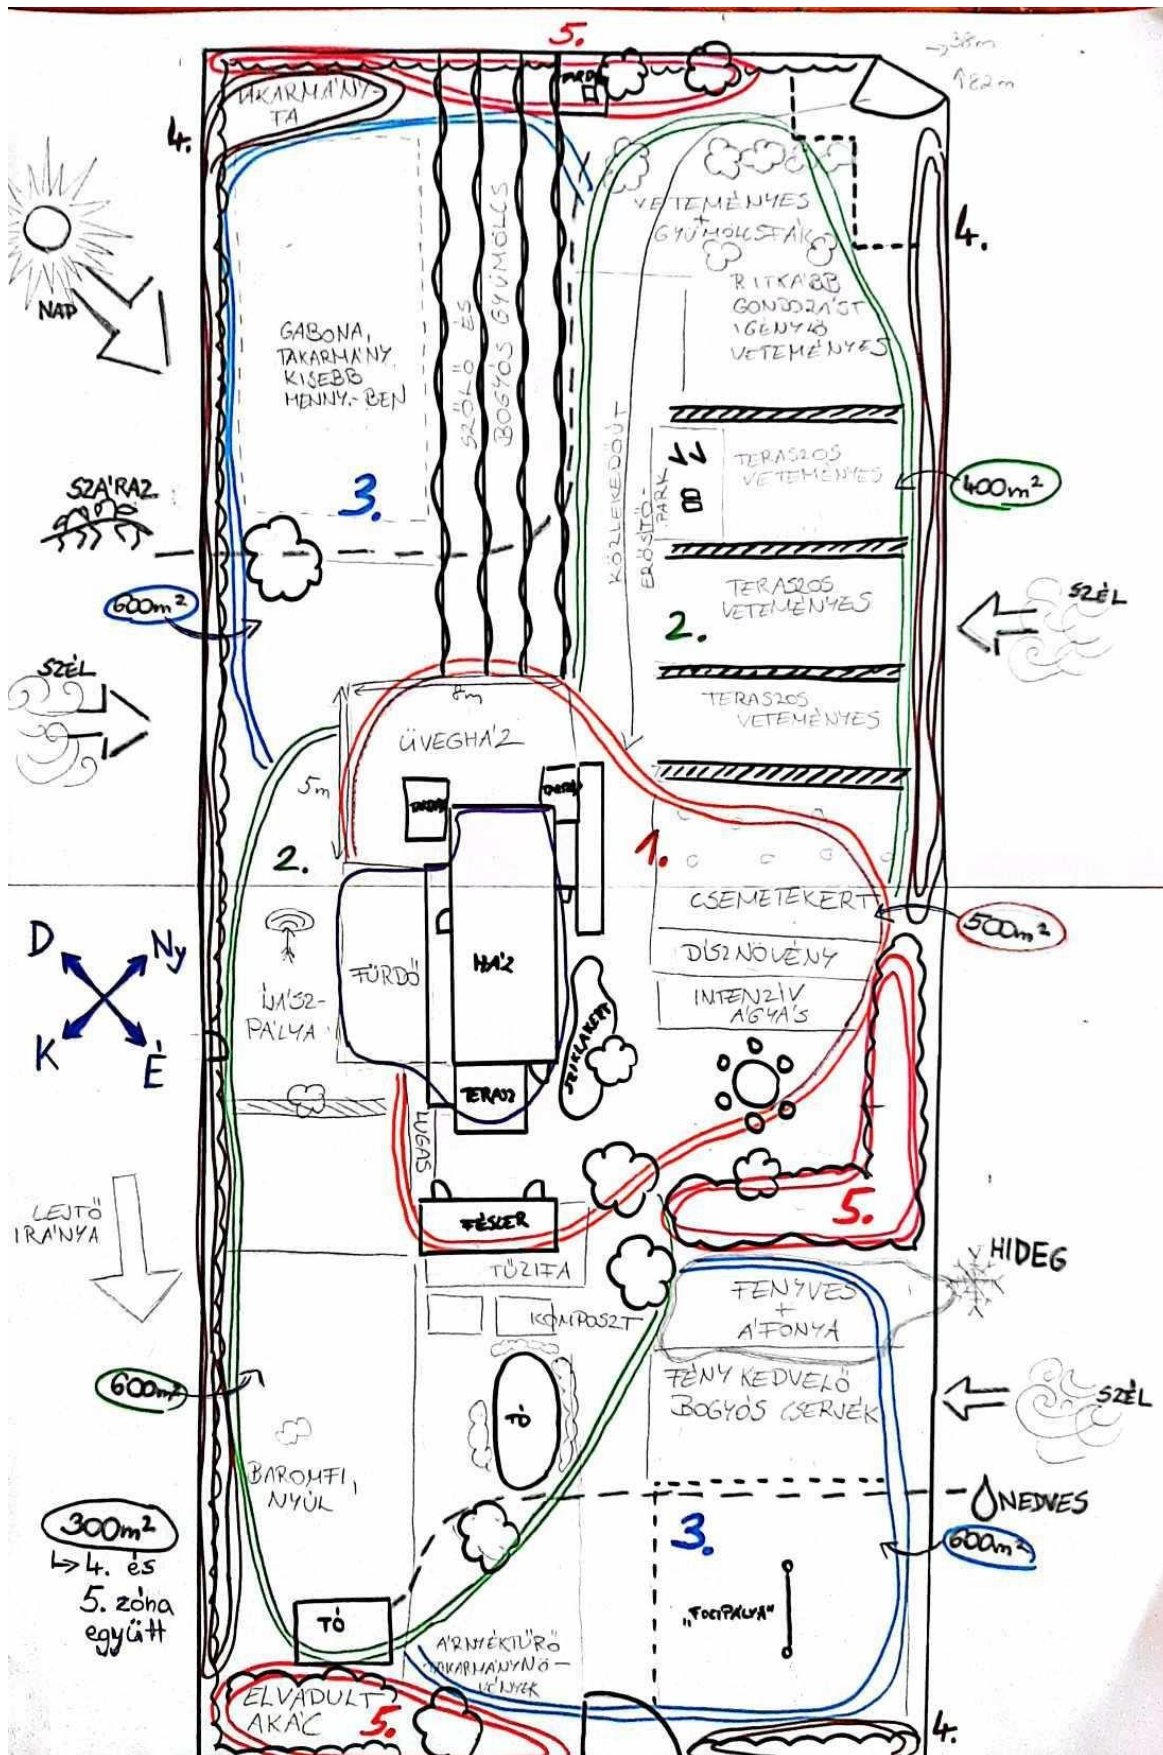 5.
→38m
↑82m
TAKARMÁNY-
TA
4.
NAP
VETEMÉNYES
+
GYÜMÖLCSFÁK
4.
RITKÁBB
GONDOZÁST
IGÉNYLŐ
VETEMÉNYES
GABONA,
TAKARMÁNY
KISEBB
MENNY.-BEN
SZŐLŐ ÉS
BOGYÓS GYÜMÖLCS
KÖZLEKEDŐÚT
ERŐSÍTŐ-
PARK
TERASZOS
VETEMÉNYES
400m²
3.
SZÁRAZ
600m²
TERASZOS
VETEMÉNYES
2.
SZÉL
SZÉL
TERASZOS
VETEMÉNYES
8m
ÜVEGHÁZ
5m
2.
1.
CSEMETEKERT
500m²
DÍSZNÖVÉNY
INTENZÍV
ÁGYÁS
D
Ny
K
É
ÍJÁSZ-
PÁLYA
FÜRDŐ
HÁZ
SZIKLAKERT
TERASZ
LUGAS
FÉSZER
5.
LEJTŐ
IRÁNYA
TŰZIFA
KOMPOSZT
HIDEG
FENYVES
+
ÁFONYA
FÉNYKEDVELŐ
BOGYÓS CSERJÉK
SZÉL
600m²
TÓ
BAROMFI,
NYÚL
NEDVES
3.
600m²
300m²
↳ 4. és
5. zóna
együtt
TÓ
"FOCIPÁLYA"
ÁRNYÉKTŰRŐ
TAKARMÁNYNÖ-
VÉNYEK
ELVADULT
AKÁC
5.
4.